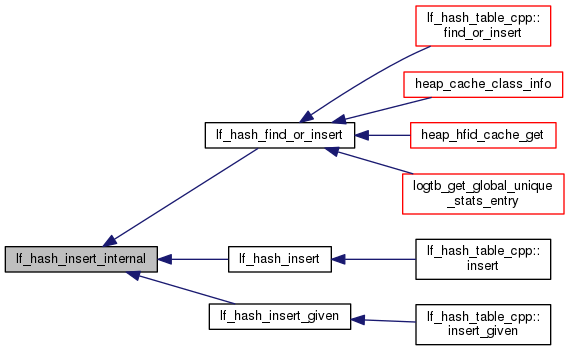 lf_hash_table_cpp::
find_or_insert
heap_cache_class_info
lf_hash_find_or_insert
heap_hfid_cache_get
logtb_get_global_unique
_stats_entry
lf_hash_insert_internal
lf_hash_insert
lf_hash_table_cpp::
insert
lf_hash_insert_given
lf_hash_table_cpp::
insert_given